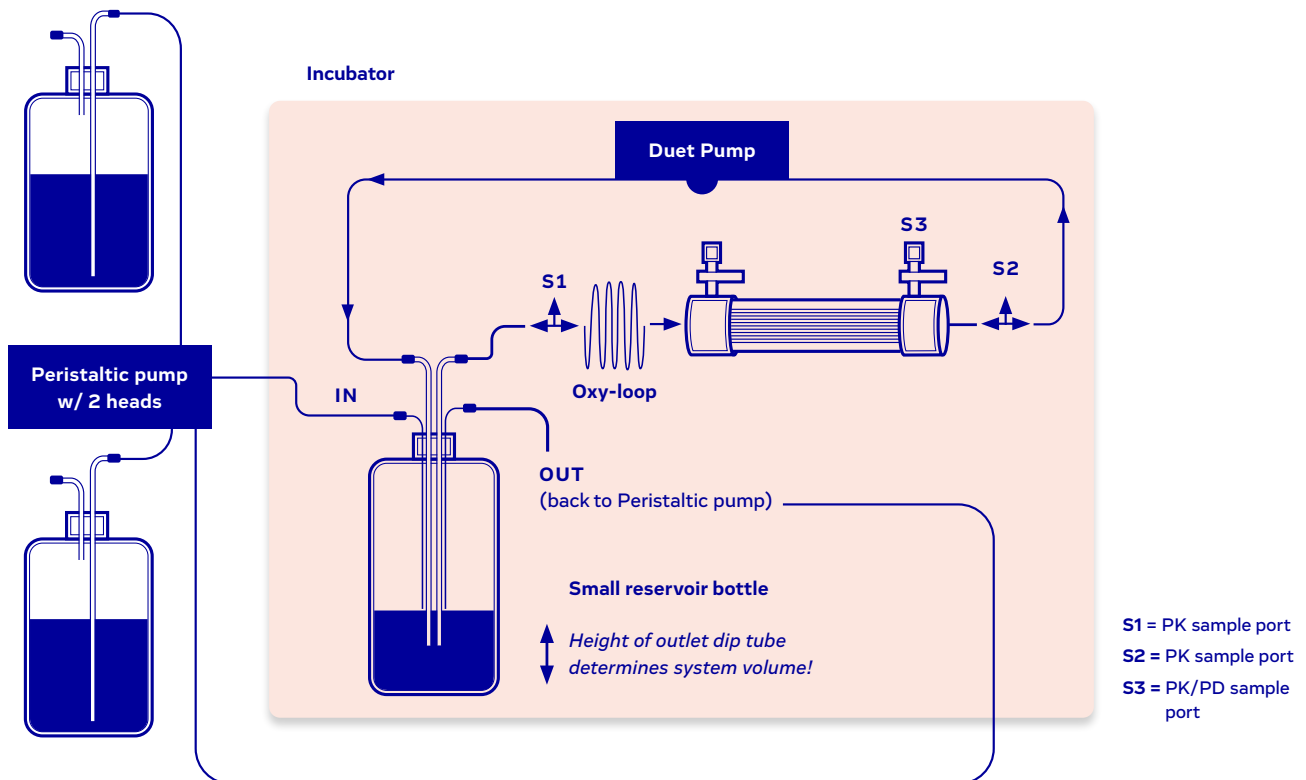 Incubator
Duet Pump
S3
S1
S2
Peristaltic pump
w/ 2 heads
IN
Oxy-loop
OUT
(back to Peristaltic pump)
Small reservoir bottle
Height of outlet dip tube
determines system volume!
S1 = PK sample port
S2 = PK sample port
S3 = PK/PD sample
port